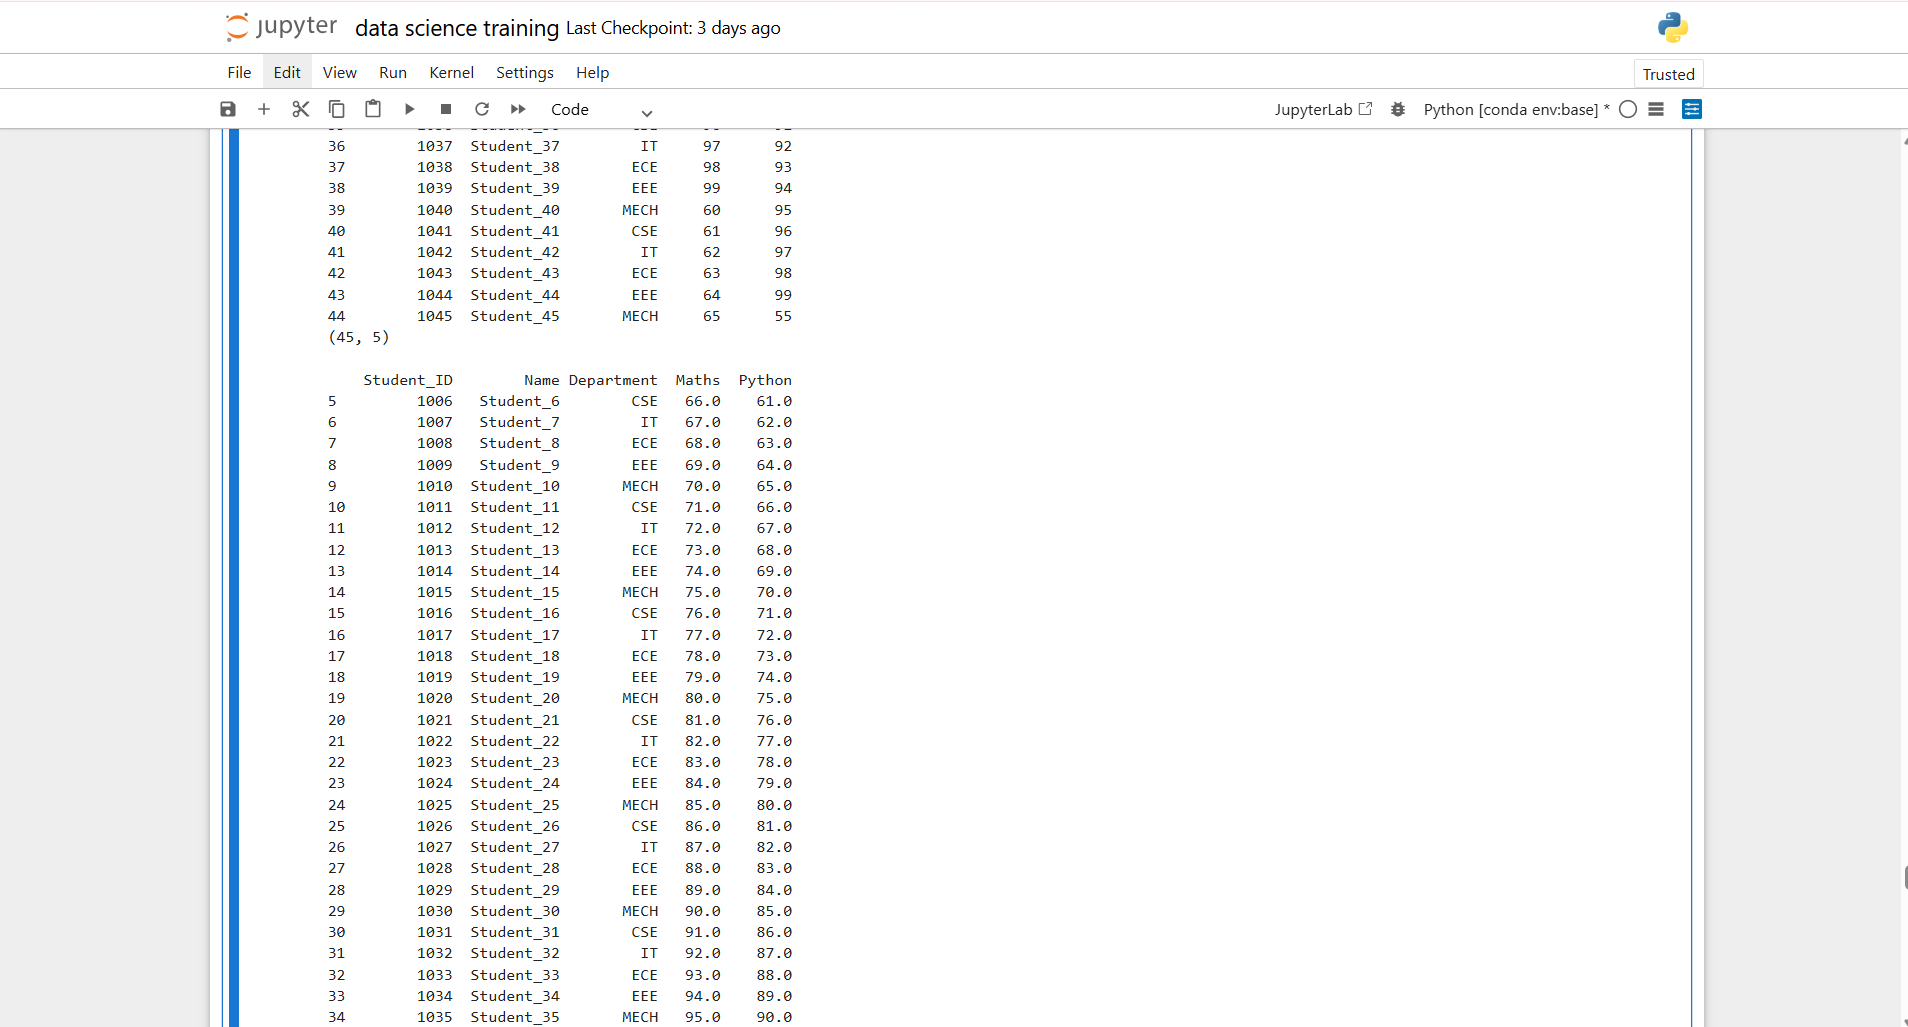 jupyter data science training Last Checkpoint: 3 days ago
File Edit View Run Kernel Settings Help Trusted
Code JupyterLab Python [conda env:base] *
36 1037 Student_37 IT 97 92
37 1038 Student_38 ECE 98 93
38 1039 Student_39 EEE 99 94
39 1040 Student_40 MECH 60 95
40 1041 Student_41 CSE 61 96
41 1042 Student_42 IT 62 97
42 1043 Student_43 ECE 63 98
43 1044 Student_44 EEE 64 99
44 1045 Student_45 MECH 65 55
(45, 5)
Student_ID Name Department Maths Python
5 1006 Student_6 CSE 66.0 61.0
6 1007 Student_7 IT 67.0 62.0
7 1008 Student_8 ECE 68.0 63.0
8 1009 Student_9 EEE 69.0 64.0
9 1010 Student_10 MECH 70.0 65.0
10 1011 Student_11 CSE 71.0 66.0
11 1012 Student_12 IT 72.0 67.0
12 1013 Student_13 ECE 73.0 68.0
13 1014 Student_14 EEE 74.0 69.0
14 1015 Student_15 MECH 75.0 70.0
15 1016 Student_16 CSE 76.0 71.0
16 1017 Student_17 IT 77.0 72.0
17 1018 Student_18 ECE 78.0 73.0
18 1019 Student_19 EEE 79.0 74.0
19 1020 Student_20 MECH 80.0 75.0
20 1021 Student_21 CSE 81.0 76.0
21 1022 Student_22 IT 82.0 77.0
22 1023 Student_23 ECE 83.0 78.0
23 1024 Student_24 EEE 84.0 79.0
24 1025 Student_25 MECH 85.0 80.0
25 1026 Student_26 CSE 86.0 81.0
26 1027 Student_27 IT 87.0 82.0
27 1028 Student_28 ECE 88.0 83.0
28 1029 Student_29 EEE 89.0 84.0
29 1030 Student_30 MECH 90.0 85.0
30 1031 Student_31 CSE 91.0 86.0
31 1032 Student_32 IT 92.0 87.0
32 1033 Student_33 ECE 93.0 88.0
33 1034 Student_34 EEE 94.0 89.0
34 1035 Student_35 MECH 95.0 90.0